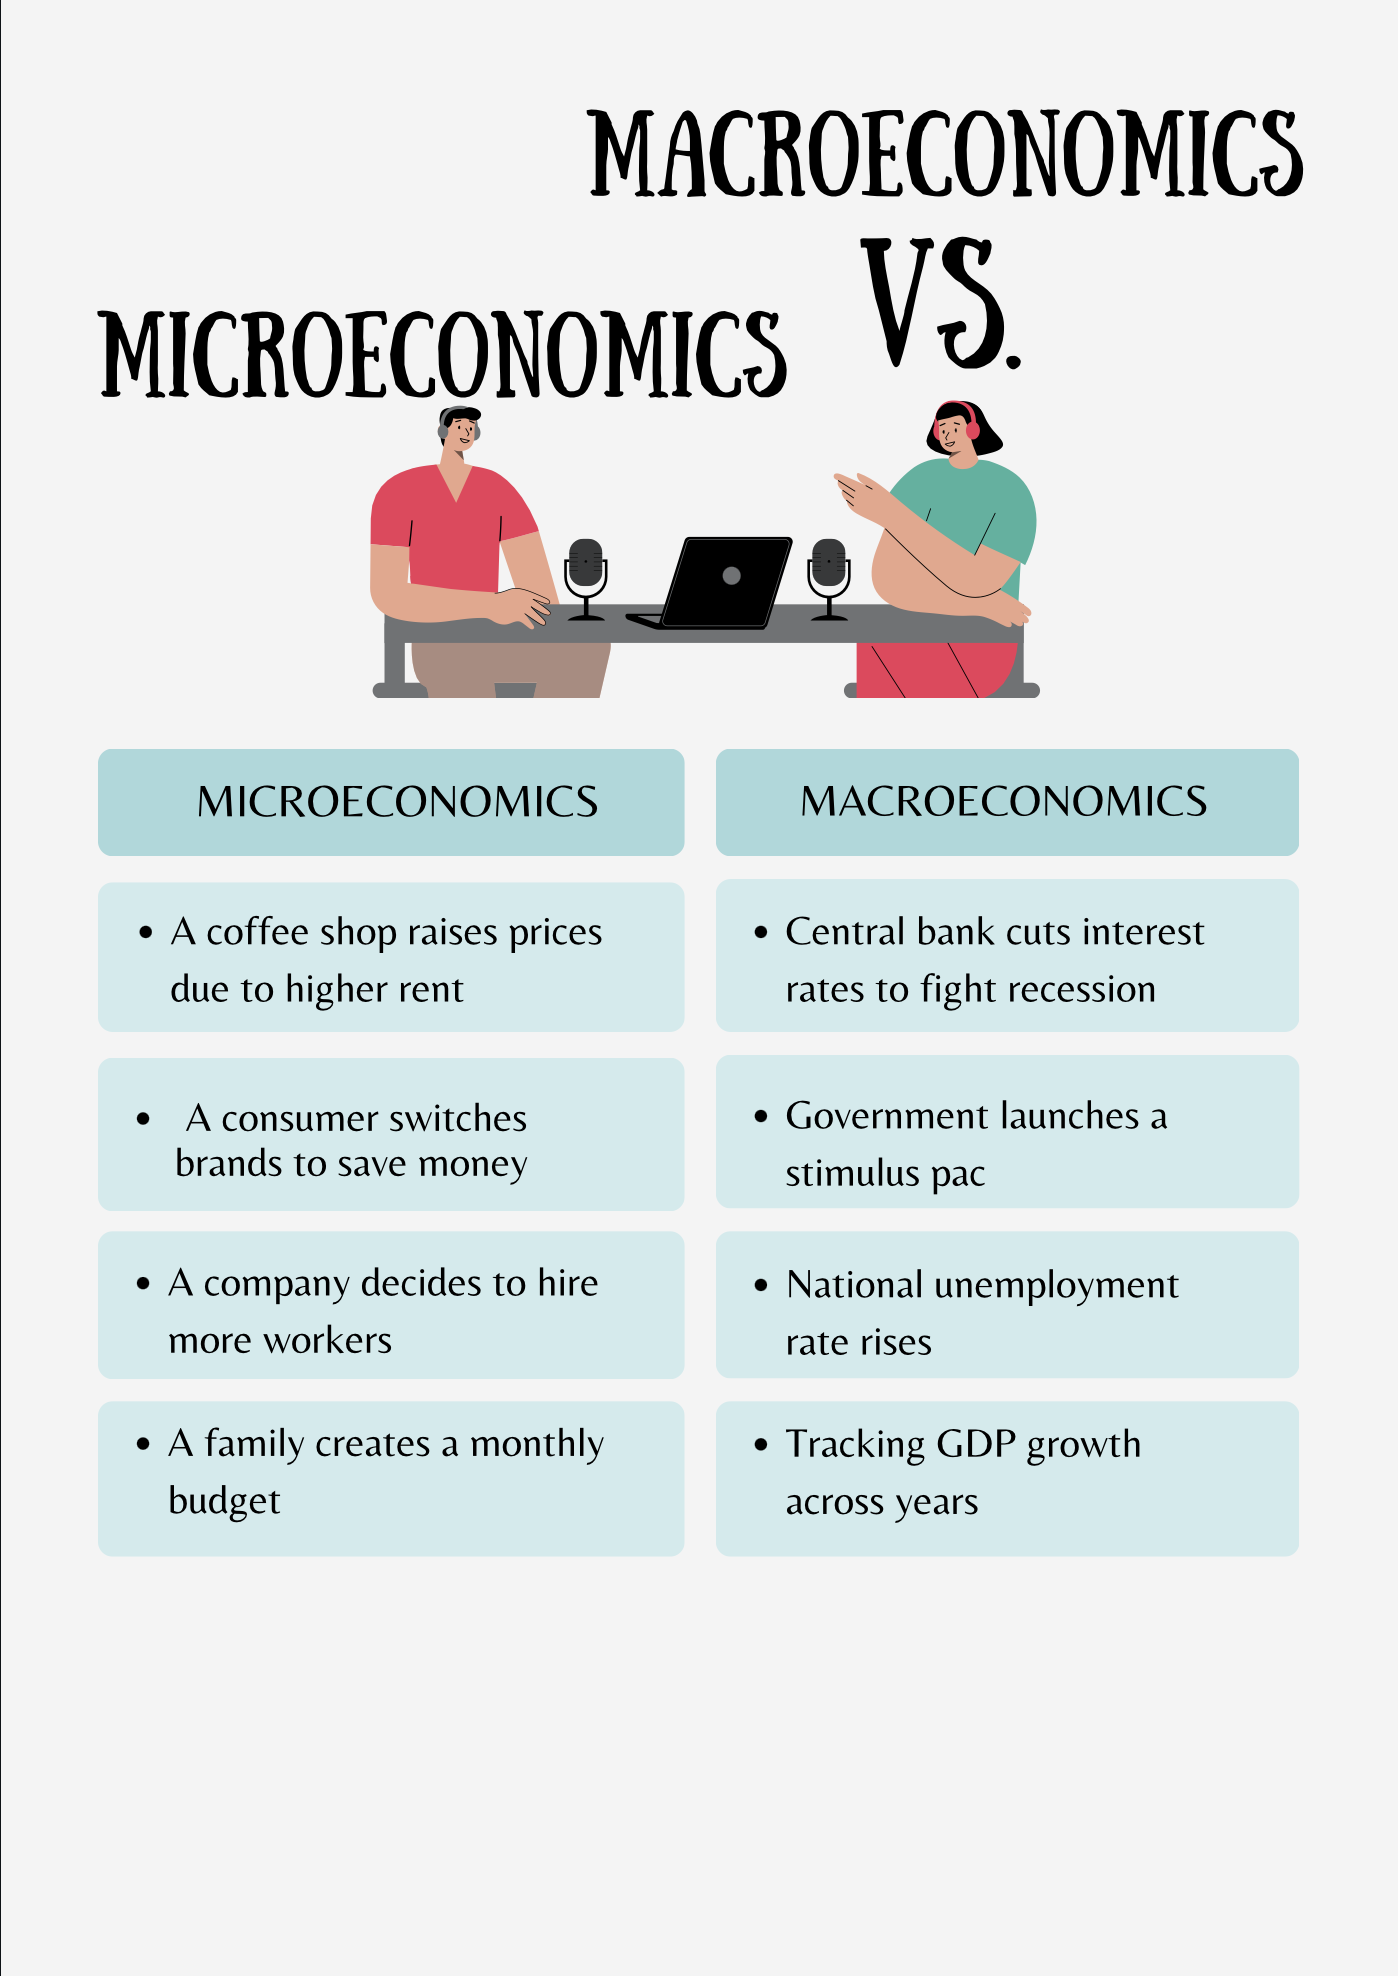 MACROECONOMICS
VS.
MICROECONOMICS
MICROECONOMICS
• A coffee shop raises prices
due to higher rent
• A consumer switches
brands to save money
• A company decides to hire
more workers
• A family creates a monthly
budget
MACROECONOMICS
• Central bank cuts interest
rates to fight recession
• Government launches a
stimulus pac
• National unemployment
rate rises
• Tracking GDP growth
across years